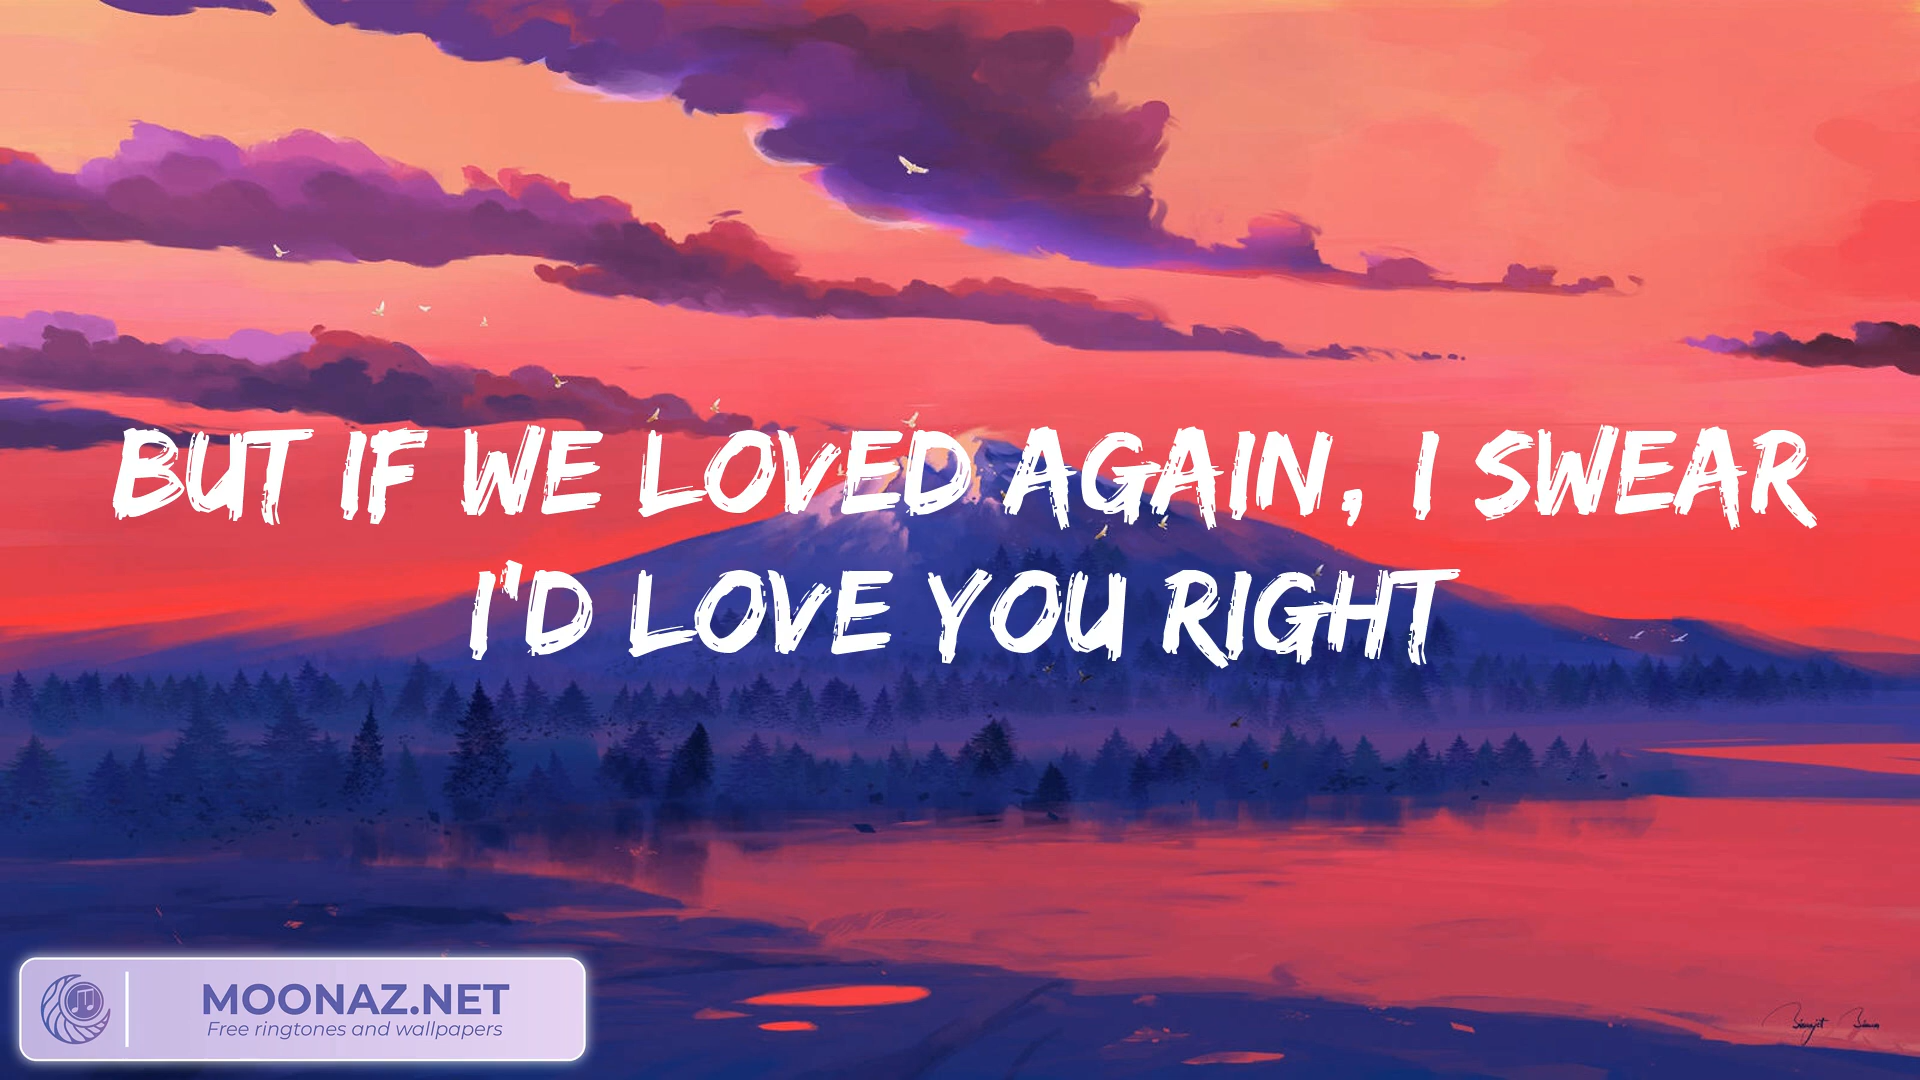 BUT IF WE LOVED AGAIN, I SWEAR
I'D LOVE YOU RIGHT
MOONAZ.NET
Free ringtones and wallpapers